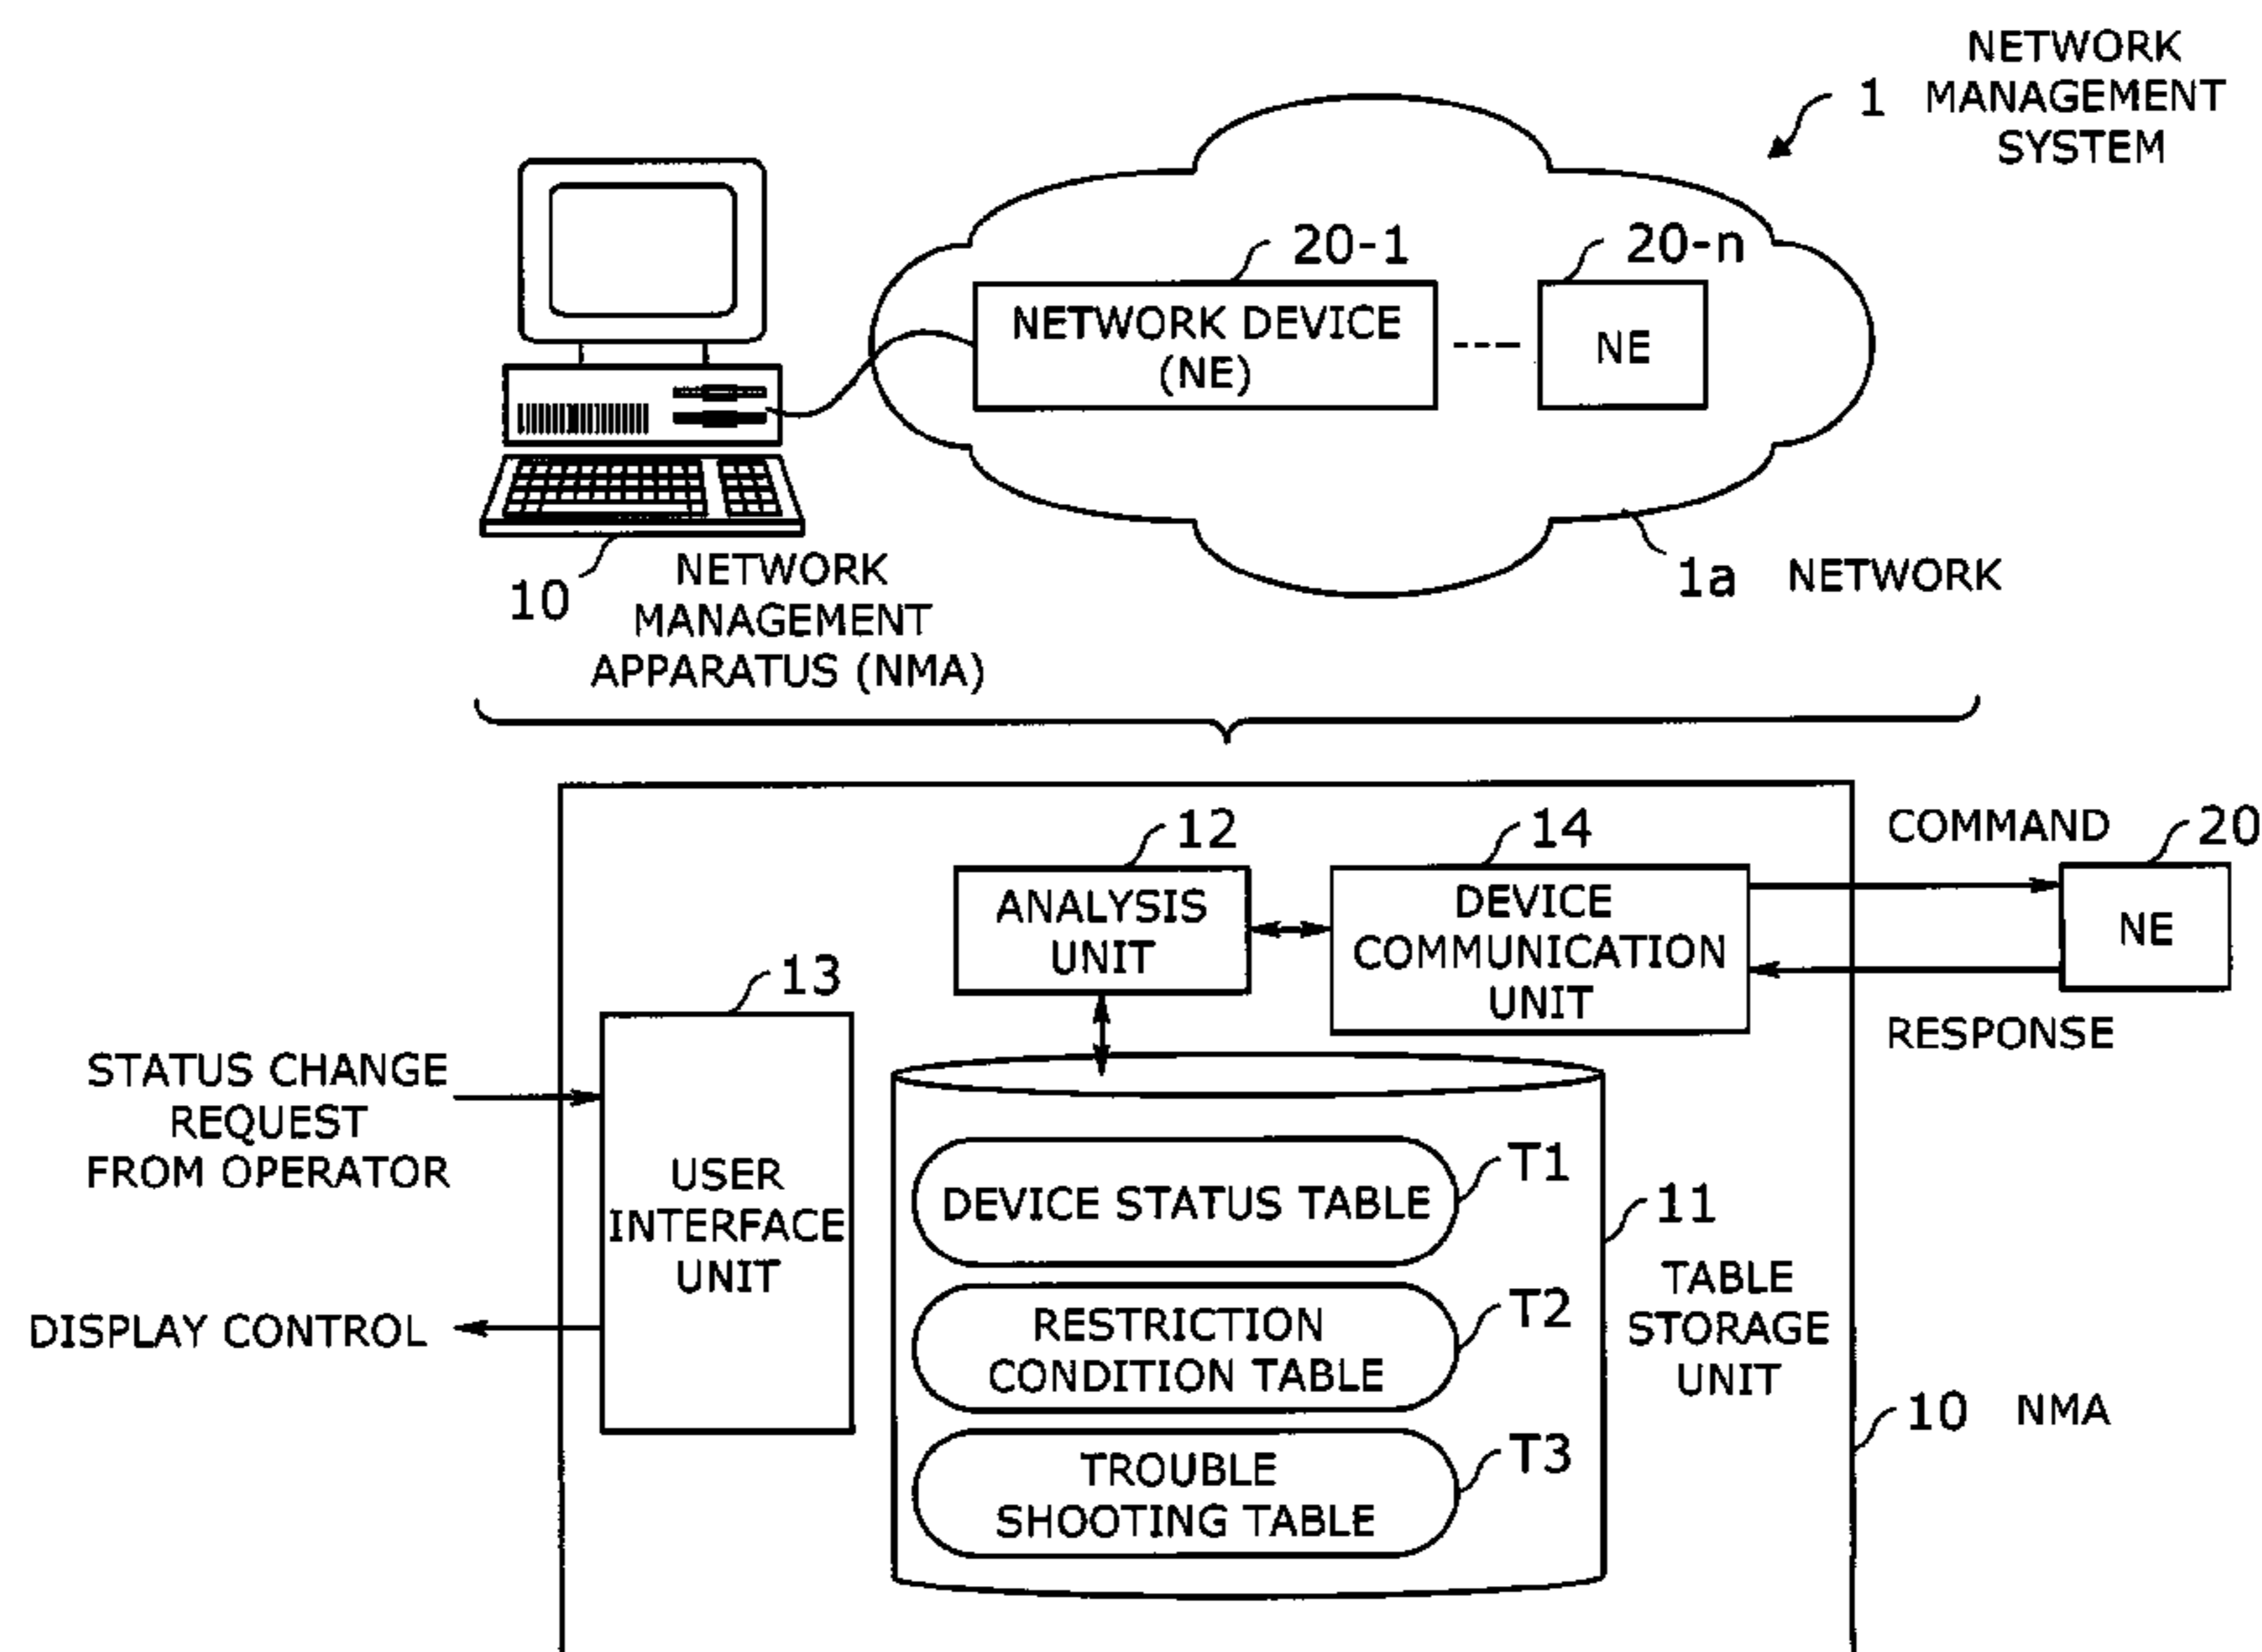 NETWORK
MANAGEMENT
SYSTEM
1
20-1
20-n
NETWORK DEVICE
(NE)
NE
10
NETWORK
MANAGEMENT
APPARATUS (NMA)
1a NETWORK
12
14
COMMAND
20
ANALYSIS
UNIT
DEVICE
COMMUNICATION
UNIT
NE
RESPONSE
13
STATUS CHANGE
REQUEST
FROM OPERATOR
USER
INTERFACE
UNIT
DISPLAY CONTROL
DEVICE STATUS TABLE
T1
RESTRICTION
CONDITION TABLE
T2
TROUBLE
SHOOTING TABLE
T3
11
TABLE
STORAGE
UNIT
10 NMA